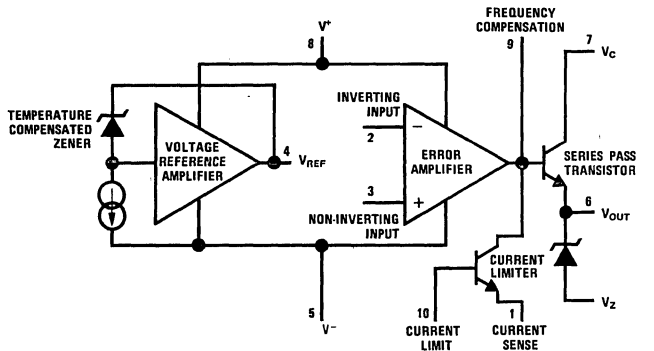 FREQUENCY
COMPENSATION
V+
8
9
7
VC
TEMPERATURE
COMPENSATED
ZENER
VOLTAGE
REFERENCE
AMPLIFIER
4
VREF
INVERTING
INPUT
2
−
ERROR
AMPLIFIER
3
+
NON-INVERTING
INPUT
SERIES PASS
TRANSISTOR
6
VOUT
CURRENT
LIMITER
VZ
5
V−
10
CURRENT
LIMIT
1
CURRENT
SENSE